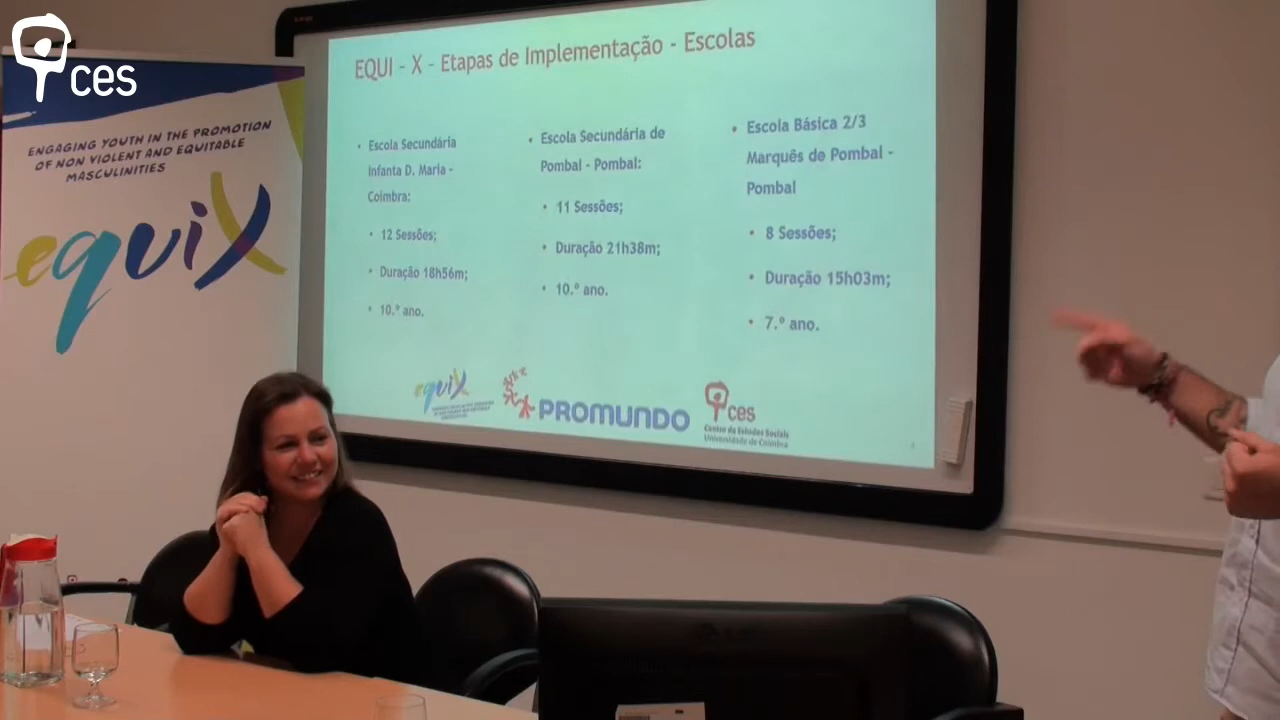 ces
ENGAGING YOUTH IN THE PROMOTION
OF NON VIOLENT AND EQUITABLE
MASCULINITIES
equiX
EQUI - X - Etapas de Implementação - Escolas
• Escola Secundária
Infanta D. Maria -
Coimbra:
• 12 Sessões;
• Duração 18h56m;
• 10.º ano.
• Escola Secundária de
Pombal - Pombal:
• 11 Sessões;
• Duração 21h38m;
• 10.º ano.
• Escola Básica 2/3
Marquês de Pombal -
Pombal
• 8 Sessões;
• Duração 15h03m;
• 7.º ano.
equiX
PROMUNDO
ces
Centro de Estudos Sociais
Universidade de Coimbra